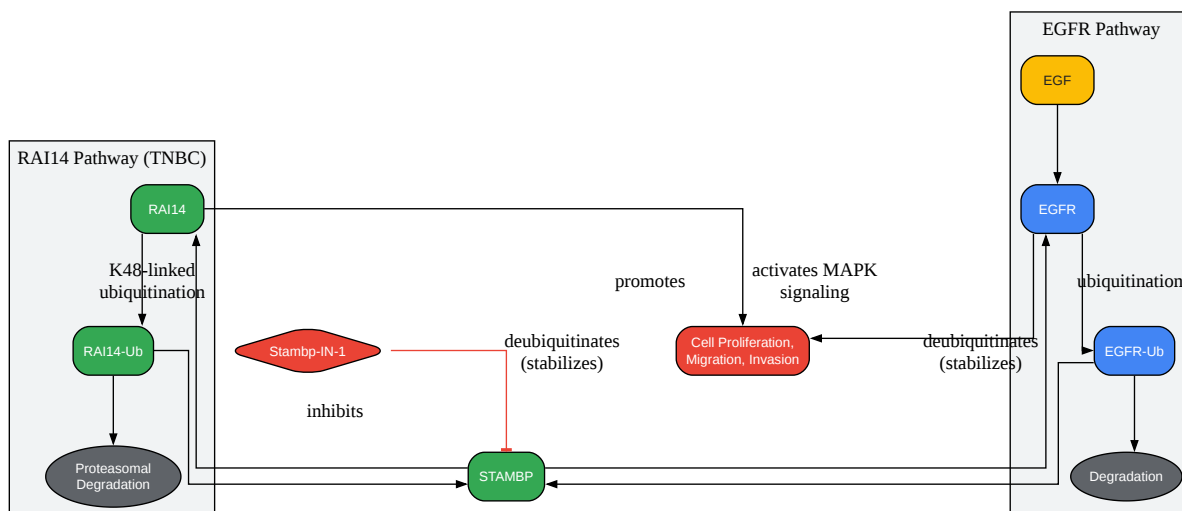 EGFR Pathway
EGF
RAI14 Pathway (TNBC)
RAI14
EGFR
K48-linked
ubiquitination
promotes
activates MAPK
signaling
ubiquitination
RAI14-Ub
Stambp-IN-1
deubiquitinates
(stabilizes)
Cell Proliferation,
Migration, Invasion
deubiquitinates
(stabilizes)
EGFR-Ub
inhibits
Proteasomal
Degradation
STAMBP
Degradation